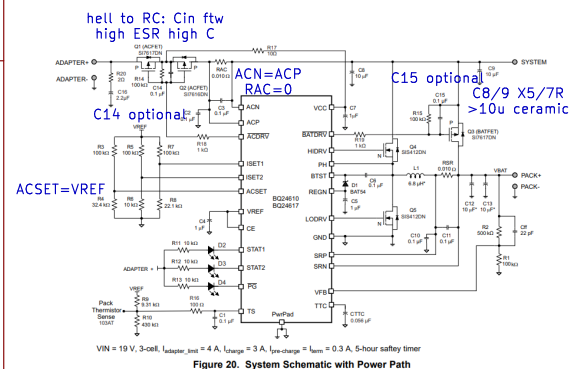 hell to RC: Cin ftw
high ESR high C
Q1 (ACFET)
SI7617DN
R17
10Ω
ADAPTER+
SYSTEM
ADAPTER-
R20
2Ω
C16
2.2µF
R14
100 kΩ
C14
0.1 µF
Q2 (ACFET)
RAC
0.010 Ω
ACN=ACP
RAC=0
C14 optional
C3
0.1 µF
C8
10 µF
C9
10 µF
C15 optional
C8/9 X5/7R
>10u ceramic
C15
0.1 µF
R15
100 kΩ
Q3 (BATFET)
SI7617DN
R18
1 kΩ
R19
1 kΩ
C7
1µF
ACN
ACP
ACDRV
ISET1
ISET2
ACSET
VREF
CE
STAT1
STAT2
PG
TS
VCC
BATDRV
HIDRV
PH
BTST
REGN
LODRV
GND
SRP
SRN
VFB
TTC
PwrPad
BQ24610
BQ24617
VREF
R3
100 kΩ
R5
100 kΩ
R7
100 kΩ
ACSET=VREF
R4
32.4 kΩ
R6
10 kΩ
R8
22.1 kΩ
C4
1 µF
N
Q4
SIS412DN
N
Q5
SIS412DN
P
D1
BAT54
C6
0.1 µF
C5
1 µF
L1
6.8 µH*
RSR
0.010 Ω
VBAT
PACK+
PACK-
C12
10 µF*
C13
10 µF*
C10
0.1 µF
C11
0.1 µF
R2
500 kΩ
Cff
22 pF
R1
100 kΩ
R11 10 kΩ
D2
R12 10 kΩ
D3
R13 10 kΩ
D4
ADAPTER +
VREF
Pack
Thermistor
Sense
103AT
R9
9.31 kΩ
R10
430 kΩ
R16
100 Ω
C1
0.1 µF
CTTC
0.056 µF
VIN = 19 V, 3-cell, Iadapter_limit = 4 A, Icharge = 3 A, Ipre-charge = Iterm = 0.3 A, 5-hour saftey timer
Figure 20. System Schematic with Power Path